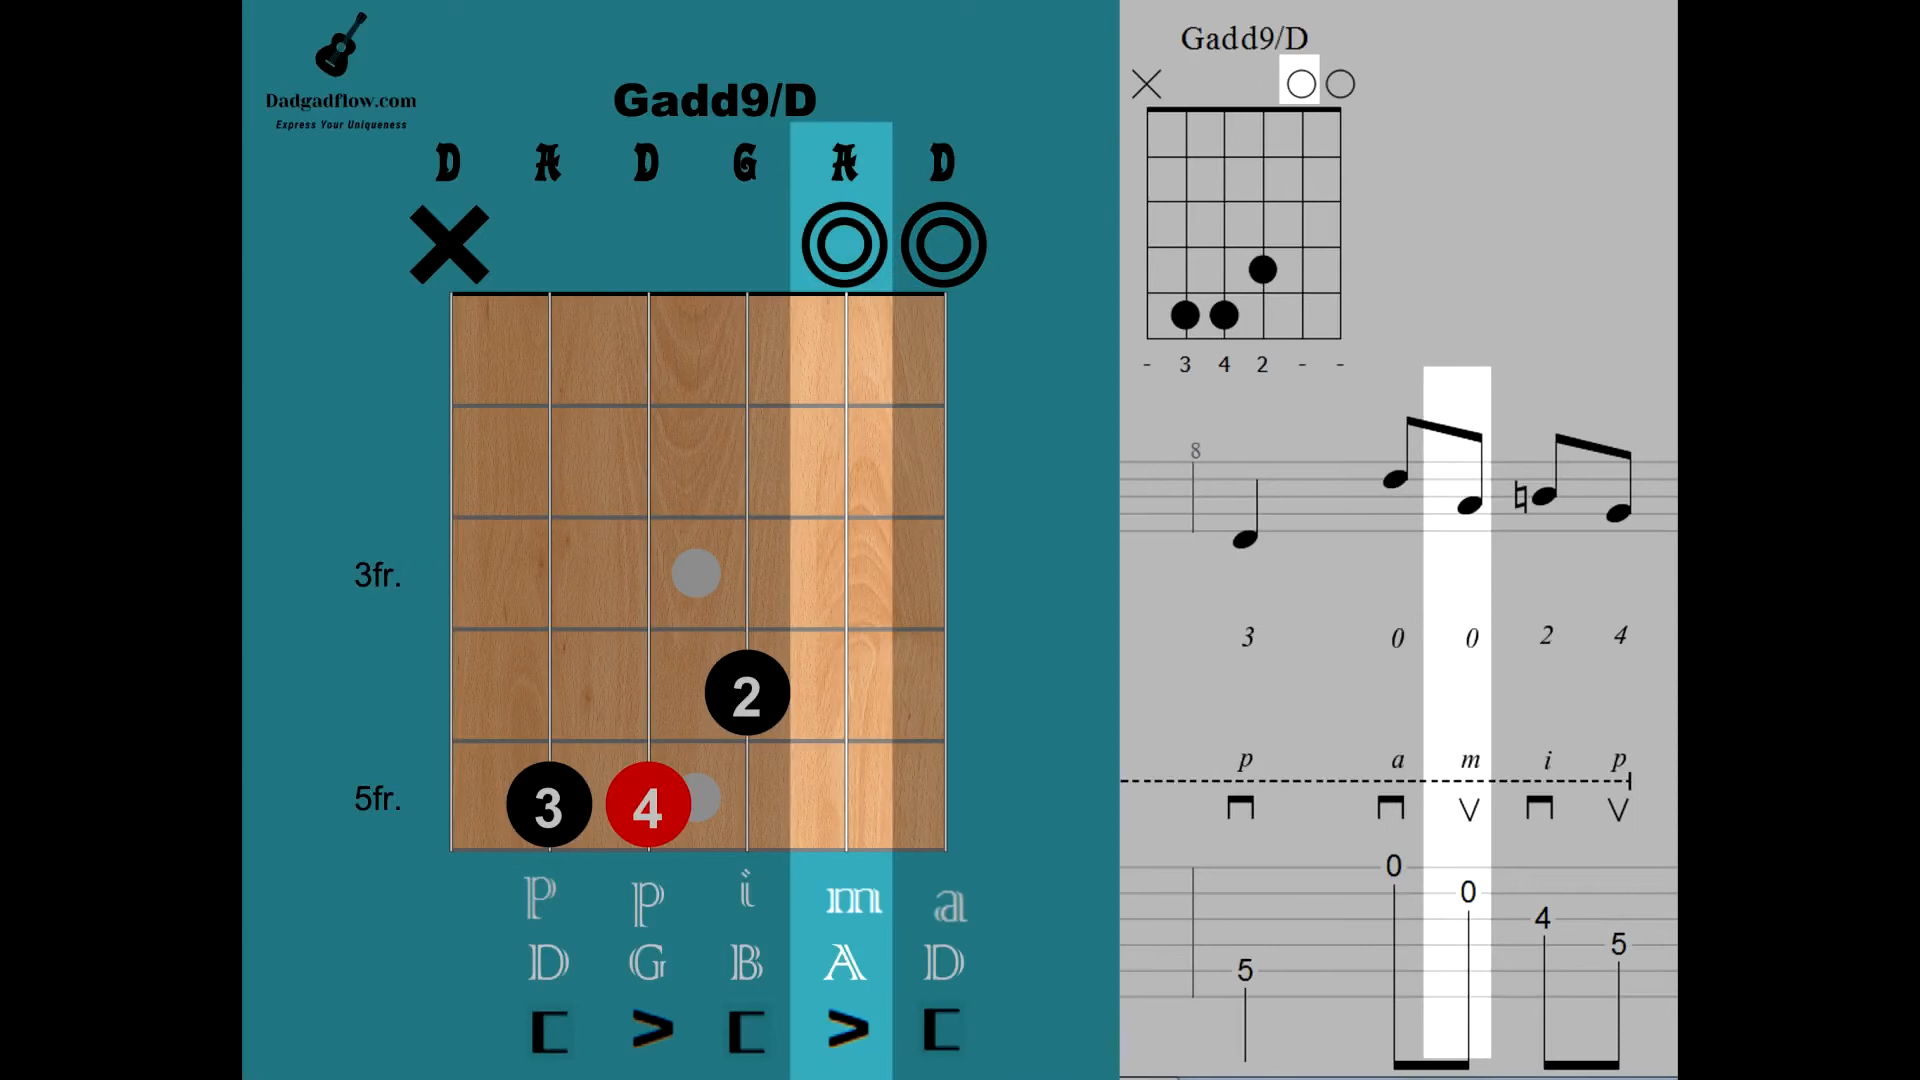 Dadgadflow.com
Express Your Uniqueness
Gadd9/D
D A D G A D
3fr.
2
5fr.
3 4
p p i m a
D G B A D
Gadd9/D
- 3 4 2 - -
8
3 0 0 2 4
p a m i p
0
0
4
5
5